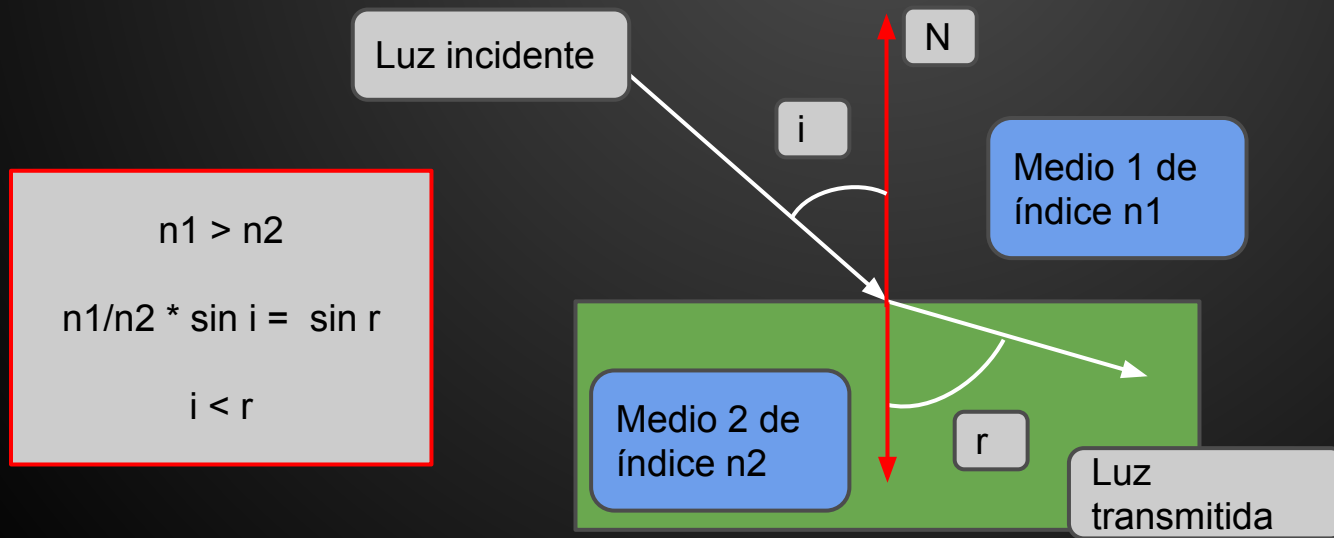 Luz incidente
N
i
Medio 1 de
índice n1
n1 > n2
n1/n2 * sin i =  sin r
i < r
Medio 2 de
índice n2
r
Luz
transmitida